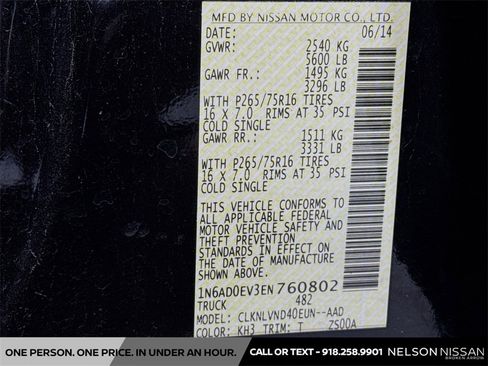 MFD BY NISSAN MOTOR CO., LTD.
DATE: 06/14
GVWR: 2540 KG
5600 LB
GAWR FR.: 1495 KG
3296 LB
WITH P265/75R16 TIRES
16 X 7.0 RIMS AT 35 PSI
COLD SINGLE
GAWR RR.: 1511 KG
3331 LB
WITH P265/75R16 TIRES
16 X 7.0 RIMS AT 35 PSI
COLD SINGLE
THIS VEHICLE CONFORMS TO
ALL APPLICABLE FEDERAL
MOTOR VEHICLE SAFETY AND
THEFT PREVENTION
STANDARDS IN EFFECT ON
THE DATE OF MANUFACTURE
SHOWN ABOVE.
1N6AD0EV3EN760802
TRUCK 482
MODEL: CLKNLVND40EUN--AAD
COLOR: KH3 TRIM: T ZS00A
ONE PERSON. ONE PRICE. IN UNDER AN HOUR. CALL OR TEXT - 918.258.9901 NELSON NISSAN
BROKEN ARROW